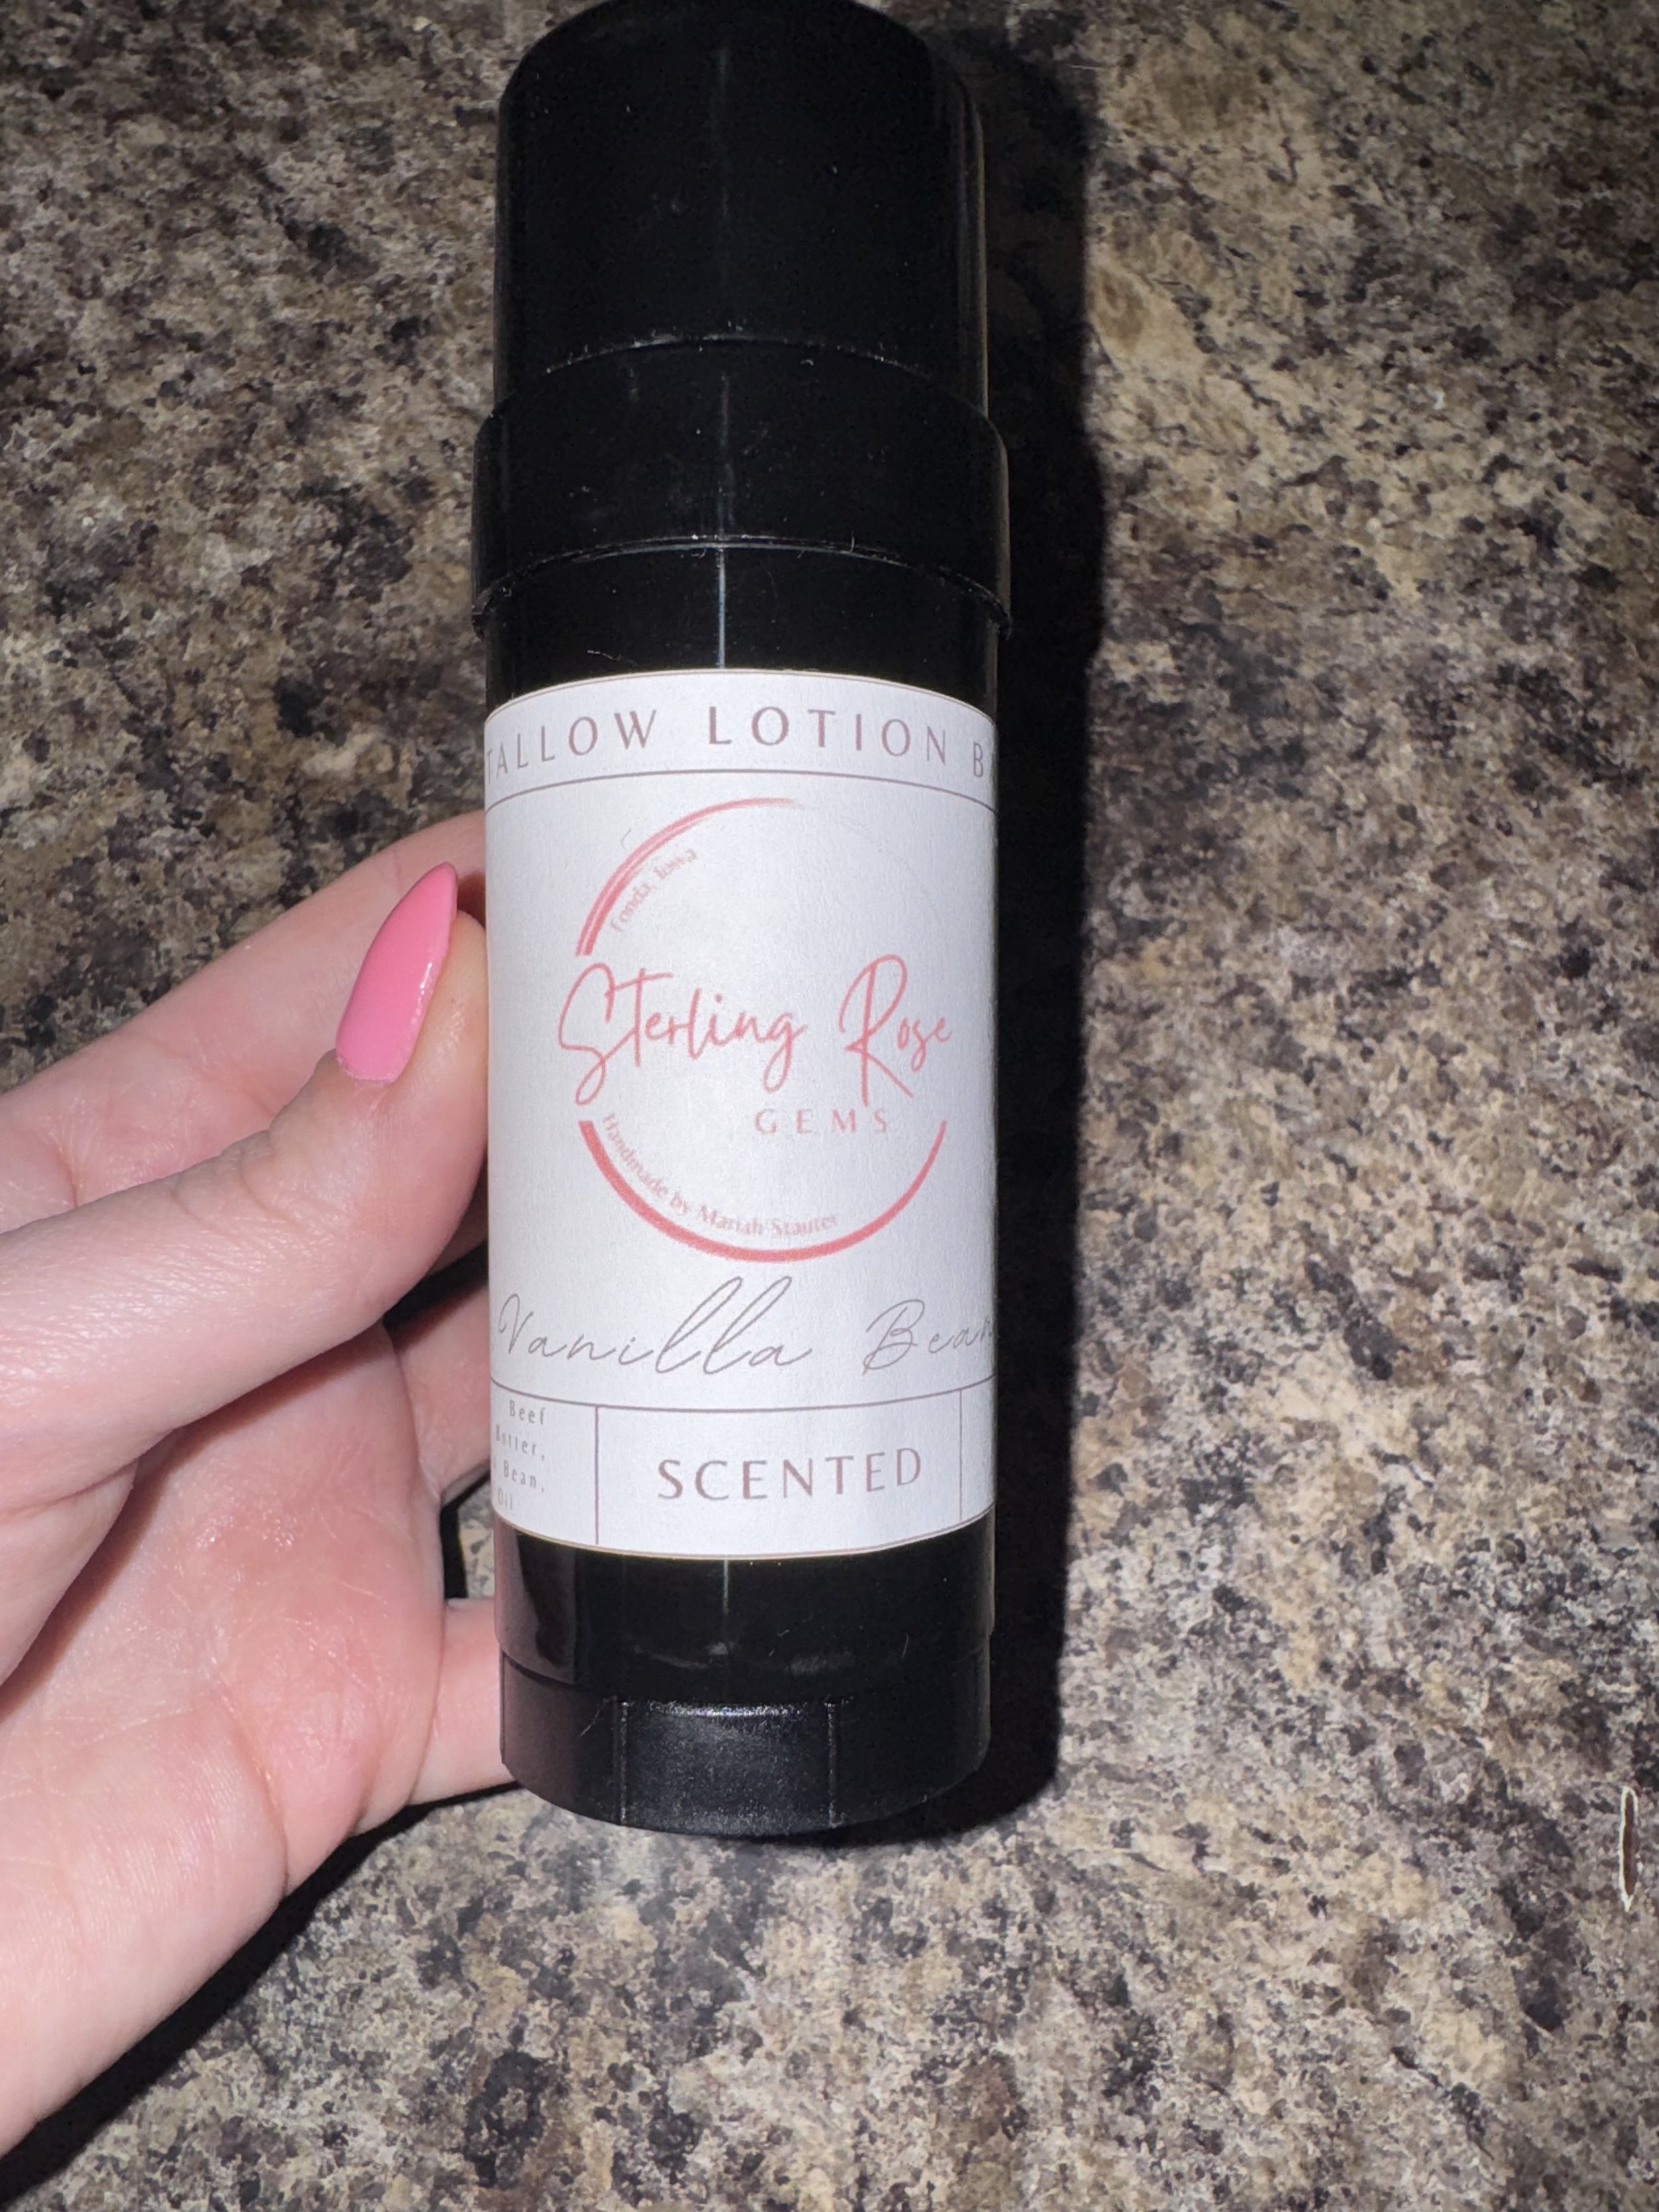 TALLOW LOTION B
Fonda, Iowa
Sterling Rose
GEMS
Handmade by Mariah Stauter
Vanilla Bean
Beef
Butter,
Bean,
Oil
SCENTED